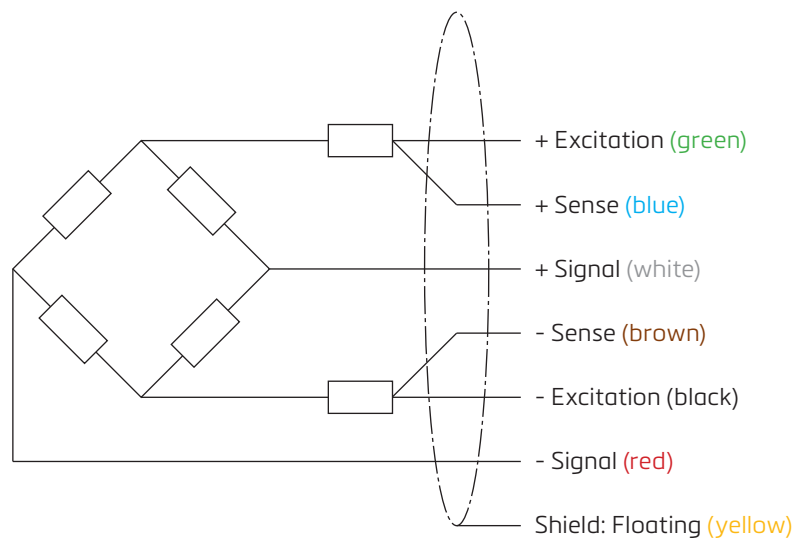 + Excitation (green)
+ Sense (blue)
+ Signal (white)
- Sense (brown)
- Excitation (black)
- Signal (red)
Shield: Floating (yellow)